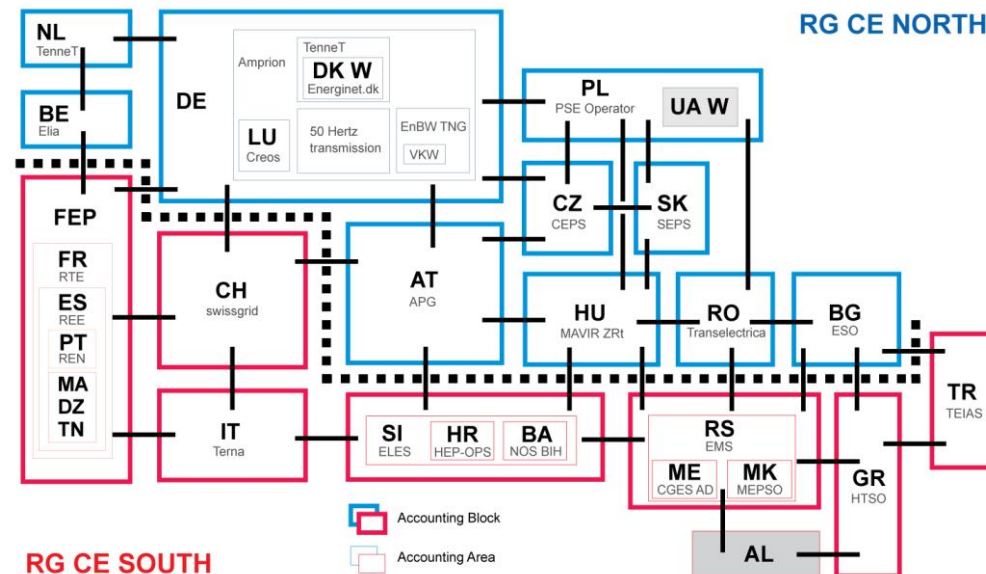 RG CE NORTH
NL
TenneT
BE
Elia
DE
Amprion
TenneT
DK W
Energinet.dk
LU
Creos
50 Hertz
transmission
EnBW TNG
VKW
PL
PSE Operator
UA W
CZ
CEPS
SK
SEPS
FEP
FR
RTE
ES
REE
PT
REN
MA
DZ
TN
CH
swissgrid
AT
APG
HU
MAVIR ZRt
RO
Transelectrica
BG
ESO
TR
TEIAS
IT
Terna
SI
ELES
HR
HEP-OPS
BA
NOS BIH
RS
EMS
ME
CGES AD
MK
MEPSO
GR
HTSO
AL
Accounting Block
Accounting Area
RG CE SOUTH